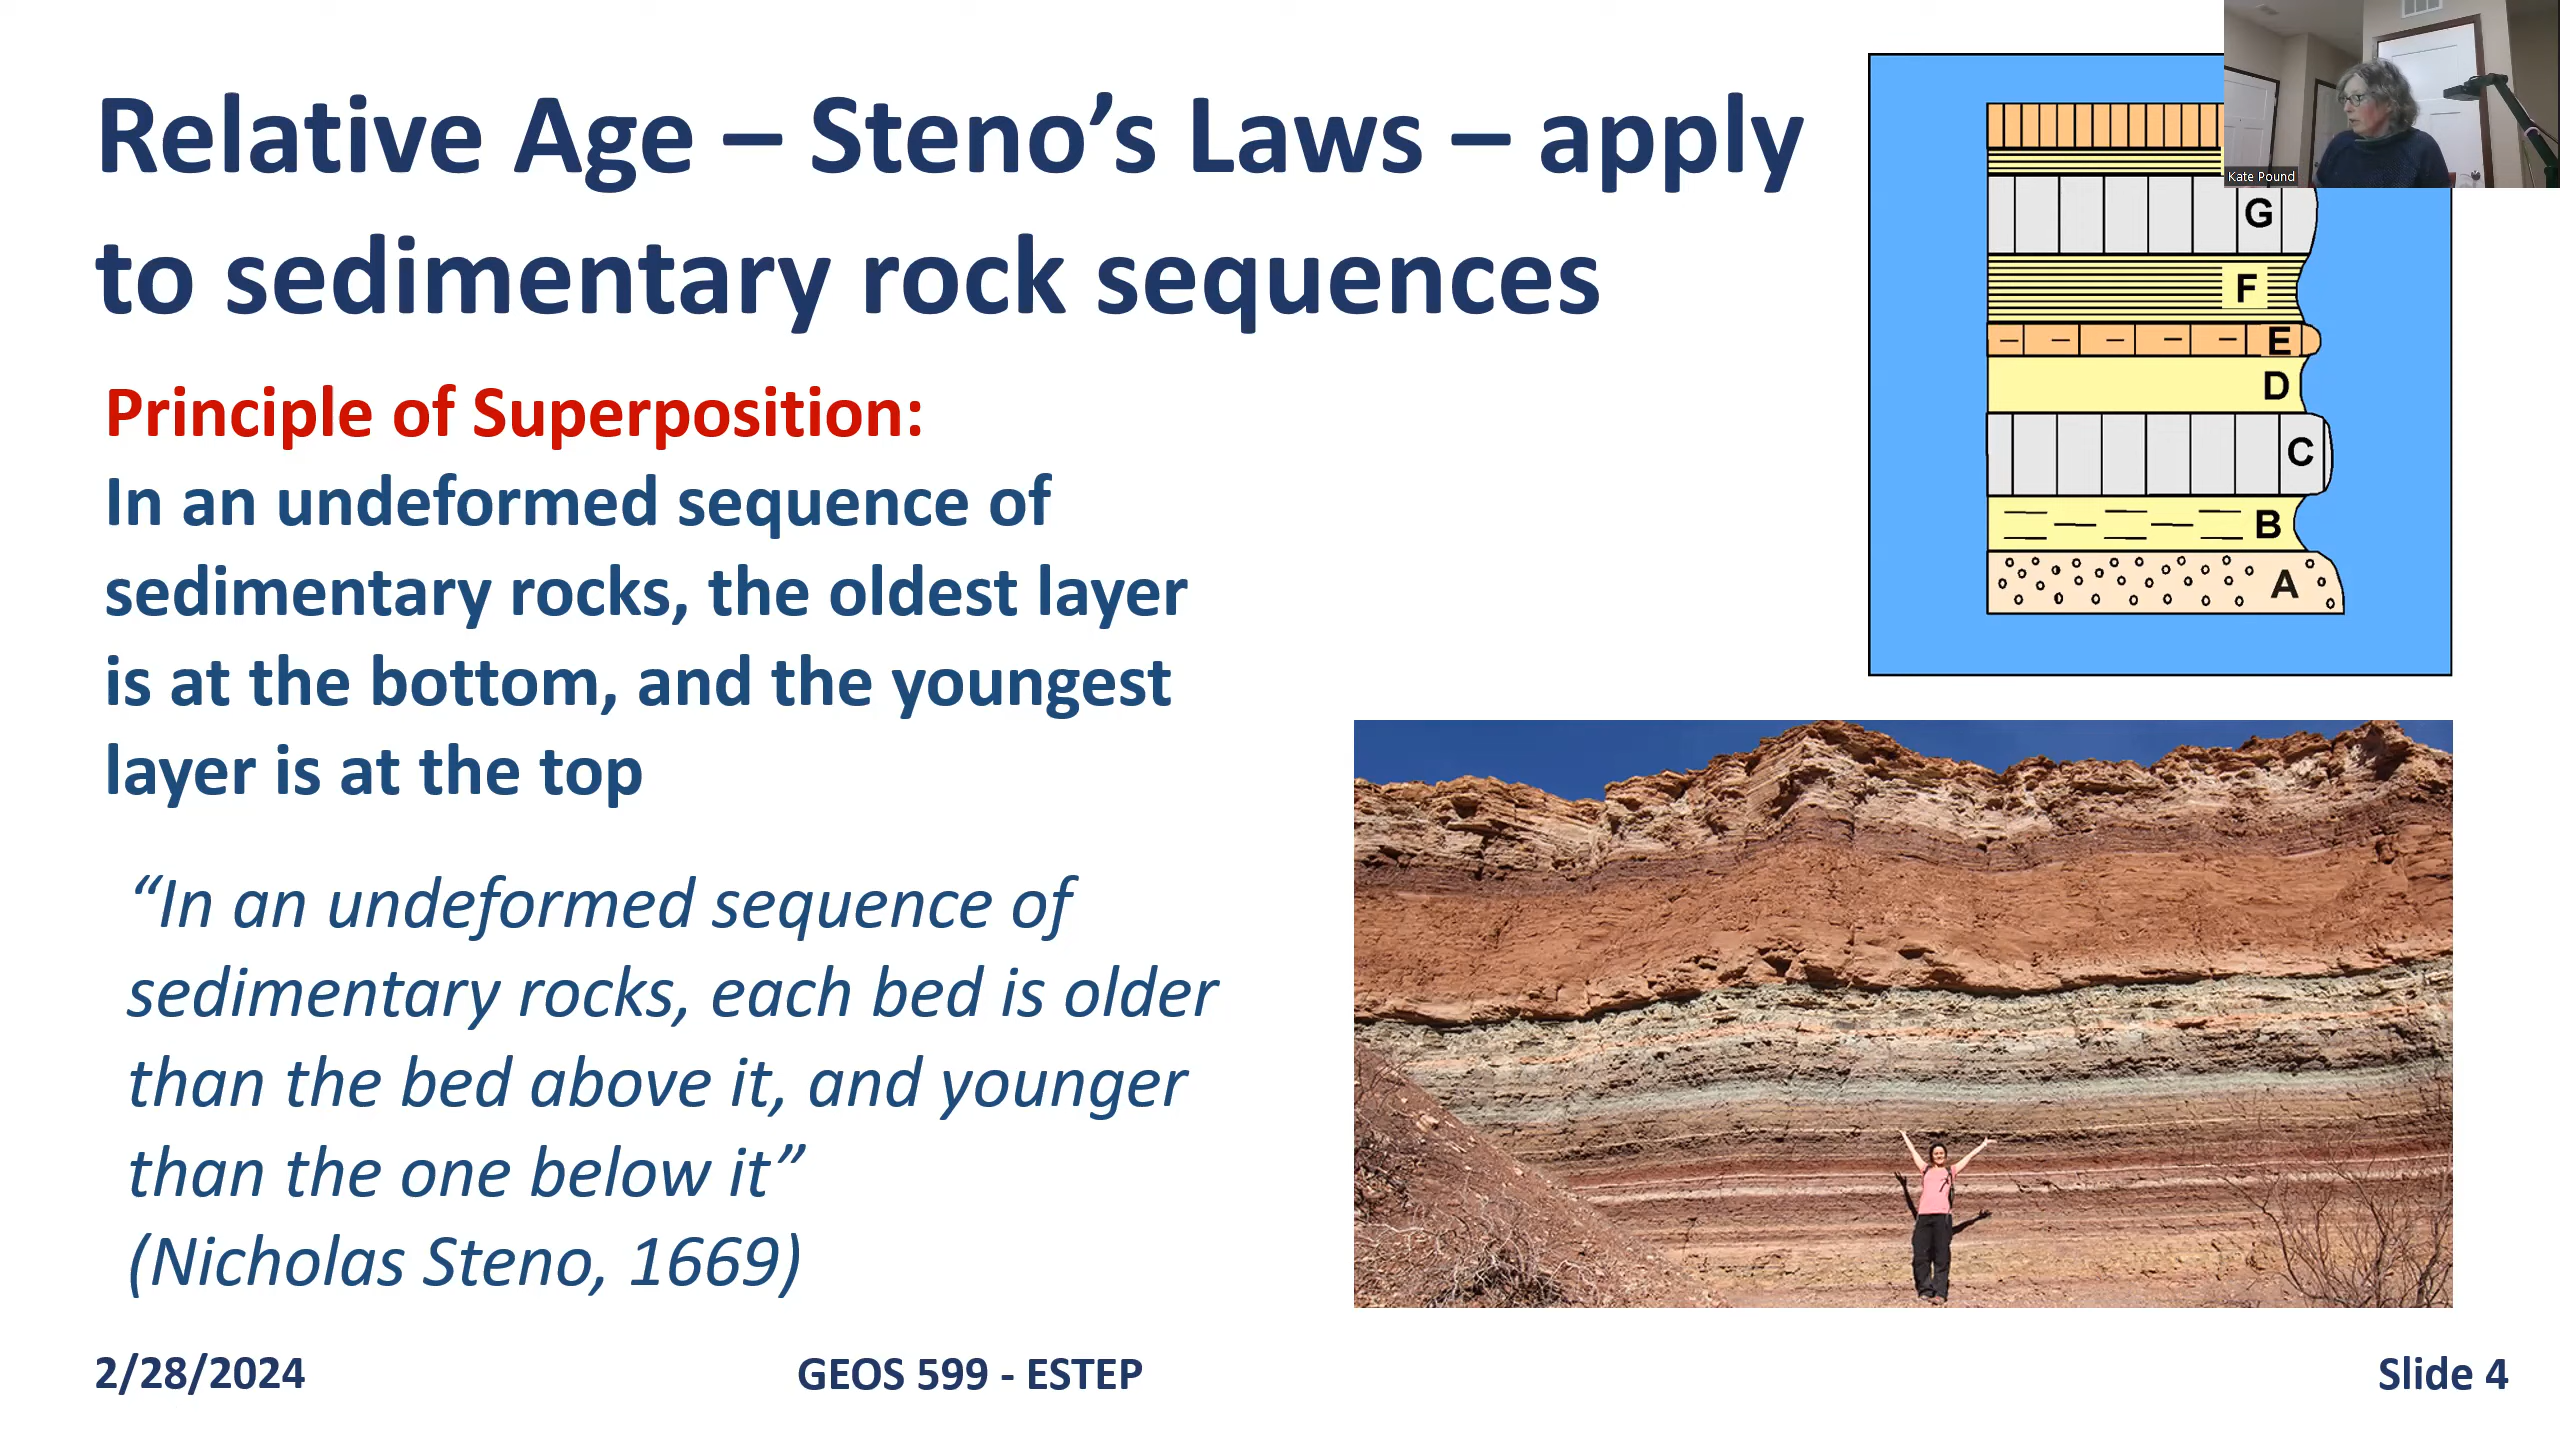 Relative Age – Steno’s Laws – apply
to sedimentary rock sequences
Principle of Superposition:
In an undeformed sequence of
sedimentary rocks, the oldest layer
is at the bottom, and the youngest
layer is at the top
“In an undeformed sequence of
sedimentary rocks, each bed is older
than the bed above it, and younger
than the one below it”
(Nicholas Steno, 1669)
Kate Pound
G
F
E
D
C
B
A
2/28/2024
GEOS 599 - ESTEP
Slide 4